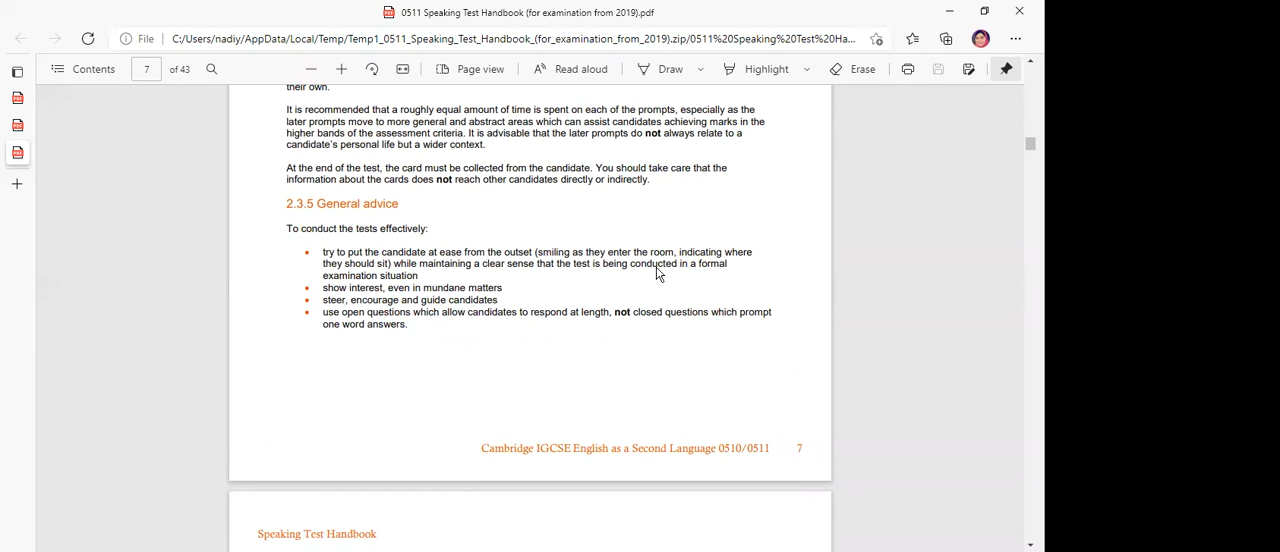 0511 Speaking Test Handbook (for examination from 2019).pdf
File C:/Users/nadiy/AppData/Local/Temp/Temp1_0511_Speaking_Test_Handbook_(for_examination_from_2019).zip/0511%20Speaking%20Test%20Ha...
Contents 7 of 43 Page view Read aloud Draw Highlight Erase
their own.
It is recommended that a roughly equal amount of time is spent on each of the prompts, especially as the
later prompts move to more general and abstract areas which can assist candidates achieving marks in the
higher bands of the assessment criteria. It is advisable that the later prompts do not always relate to a
candidate's personal life but a wider context.
At the end of the test, the card must be collected from the candidate. You should take care that the
information about the cards does not reach other candidates directly or indirectly.
2.3.5 General advice
To conduct the tests effectively:
• try to put the candidate at ease from the outset (smiling as they enter the room, indicating where
they should sit) while maintaining a clear sense that the test is being conducted in a formal
examination situation
• show interest, even in mundane matters
• steer, encourage and guide candidates
• use open questions which allow candidates to respond at length, not closed questions which prompt
one word answers.
Cambridge IGCSE English as a Second Language 0510/0511 7
Speaking Test Handbook